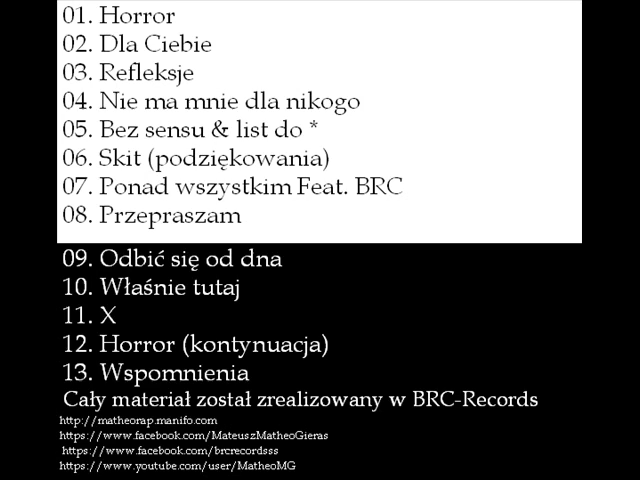 01. Horror
02. Dla Ciebie
03. Refleksje
04. Nie ma mnie dla nikogo
05. Bez sensu & list do *
06. Skit (podziękowania)
07. Ponad wszystkim Feat. BRC
08. Przepraszam
09. Odbić się od dna
10. Właśnie tutaj
11. X
12. Horror (kontynuacja)
13. Wspomnienia
Cały materiał został zrealizowany w BRC-Records
http://matheorap.manifo.com
https://www.facebook.com/MateuszMatheoGieras
https://www.facebook.com/brcrecordsss
https://www.youtube.com/user/MatheoMG